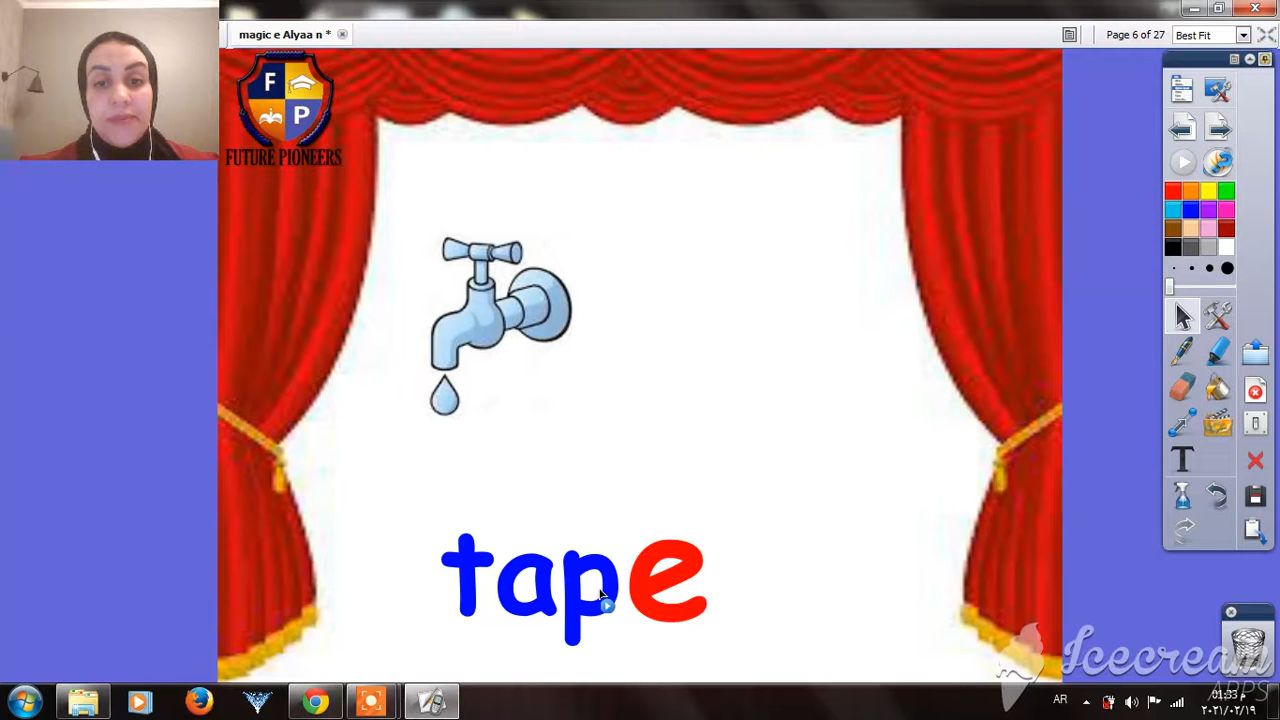 magic e Alyaa n *
Page 6 of 27
Best Fit
F
P
FUTURE PIONEERS
tape
T
Icecream
APPS
AR
01:33 م
٢٠٢١/٠٢/١٩